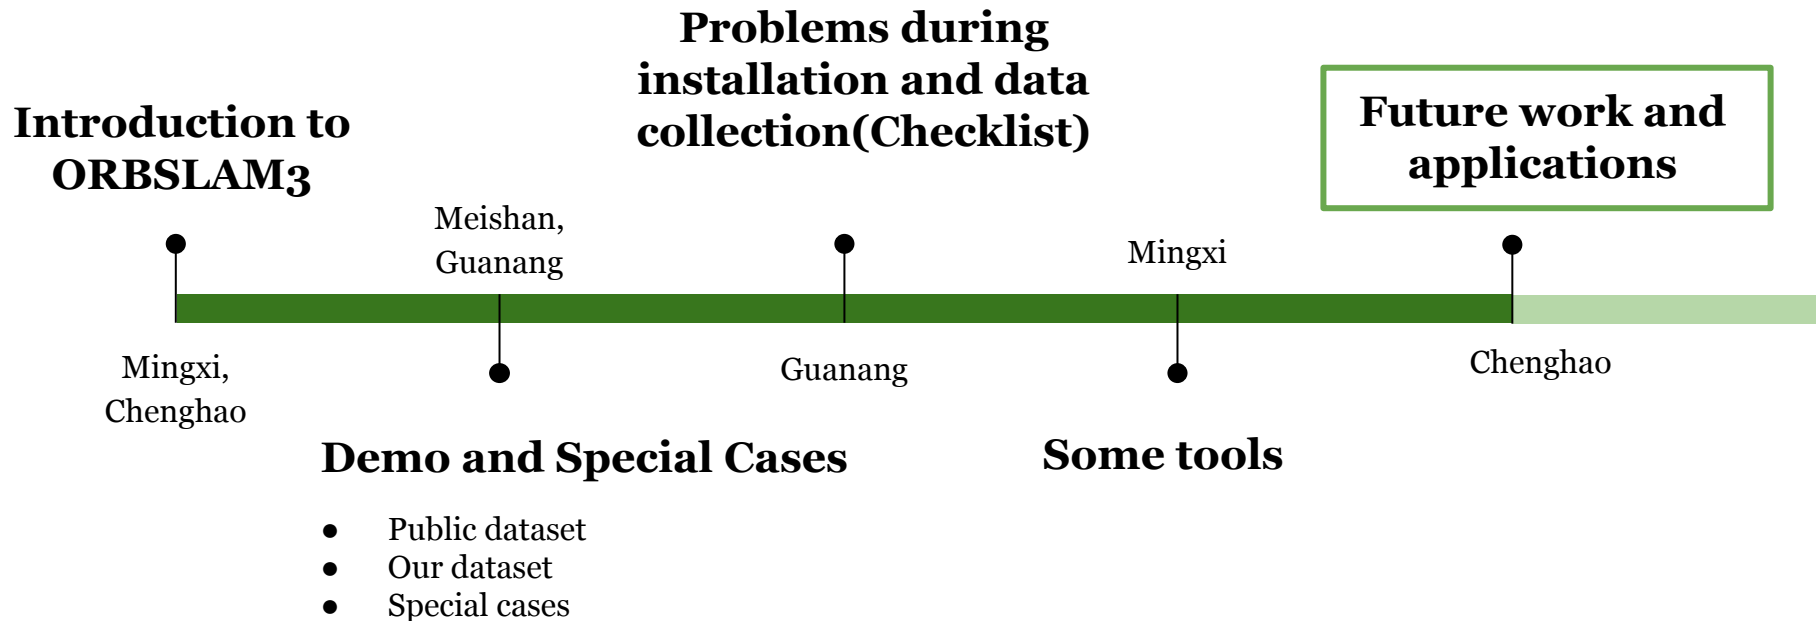 Introduction to
ORBSLAM3
Mingxi,
Chenghao
Meishan,
Guanang
Demo and Special Cases
● Public dataset
● Our dataset
● Special cases
Problems during
installation and data
collection(Checklist)
Guanang
Mingxi
Some tools
Future work and
applications
Chenghao